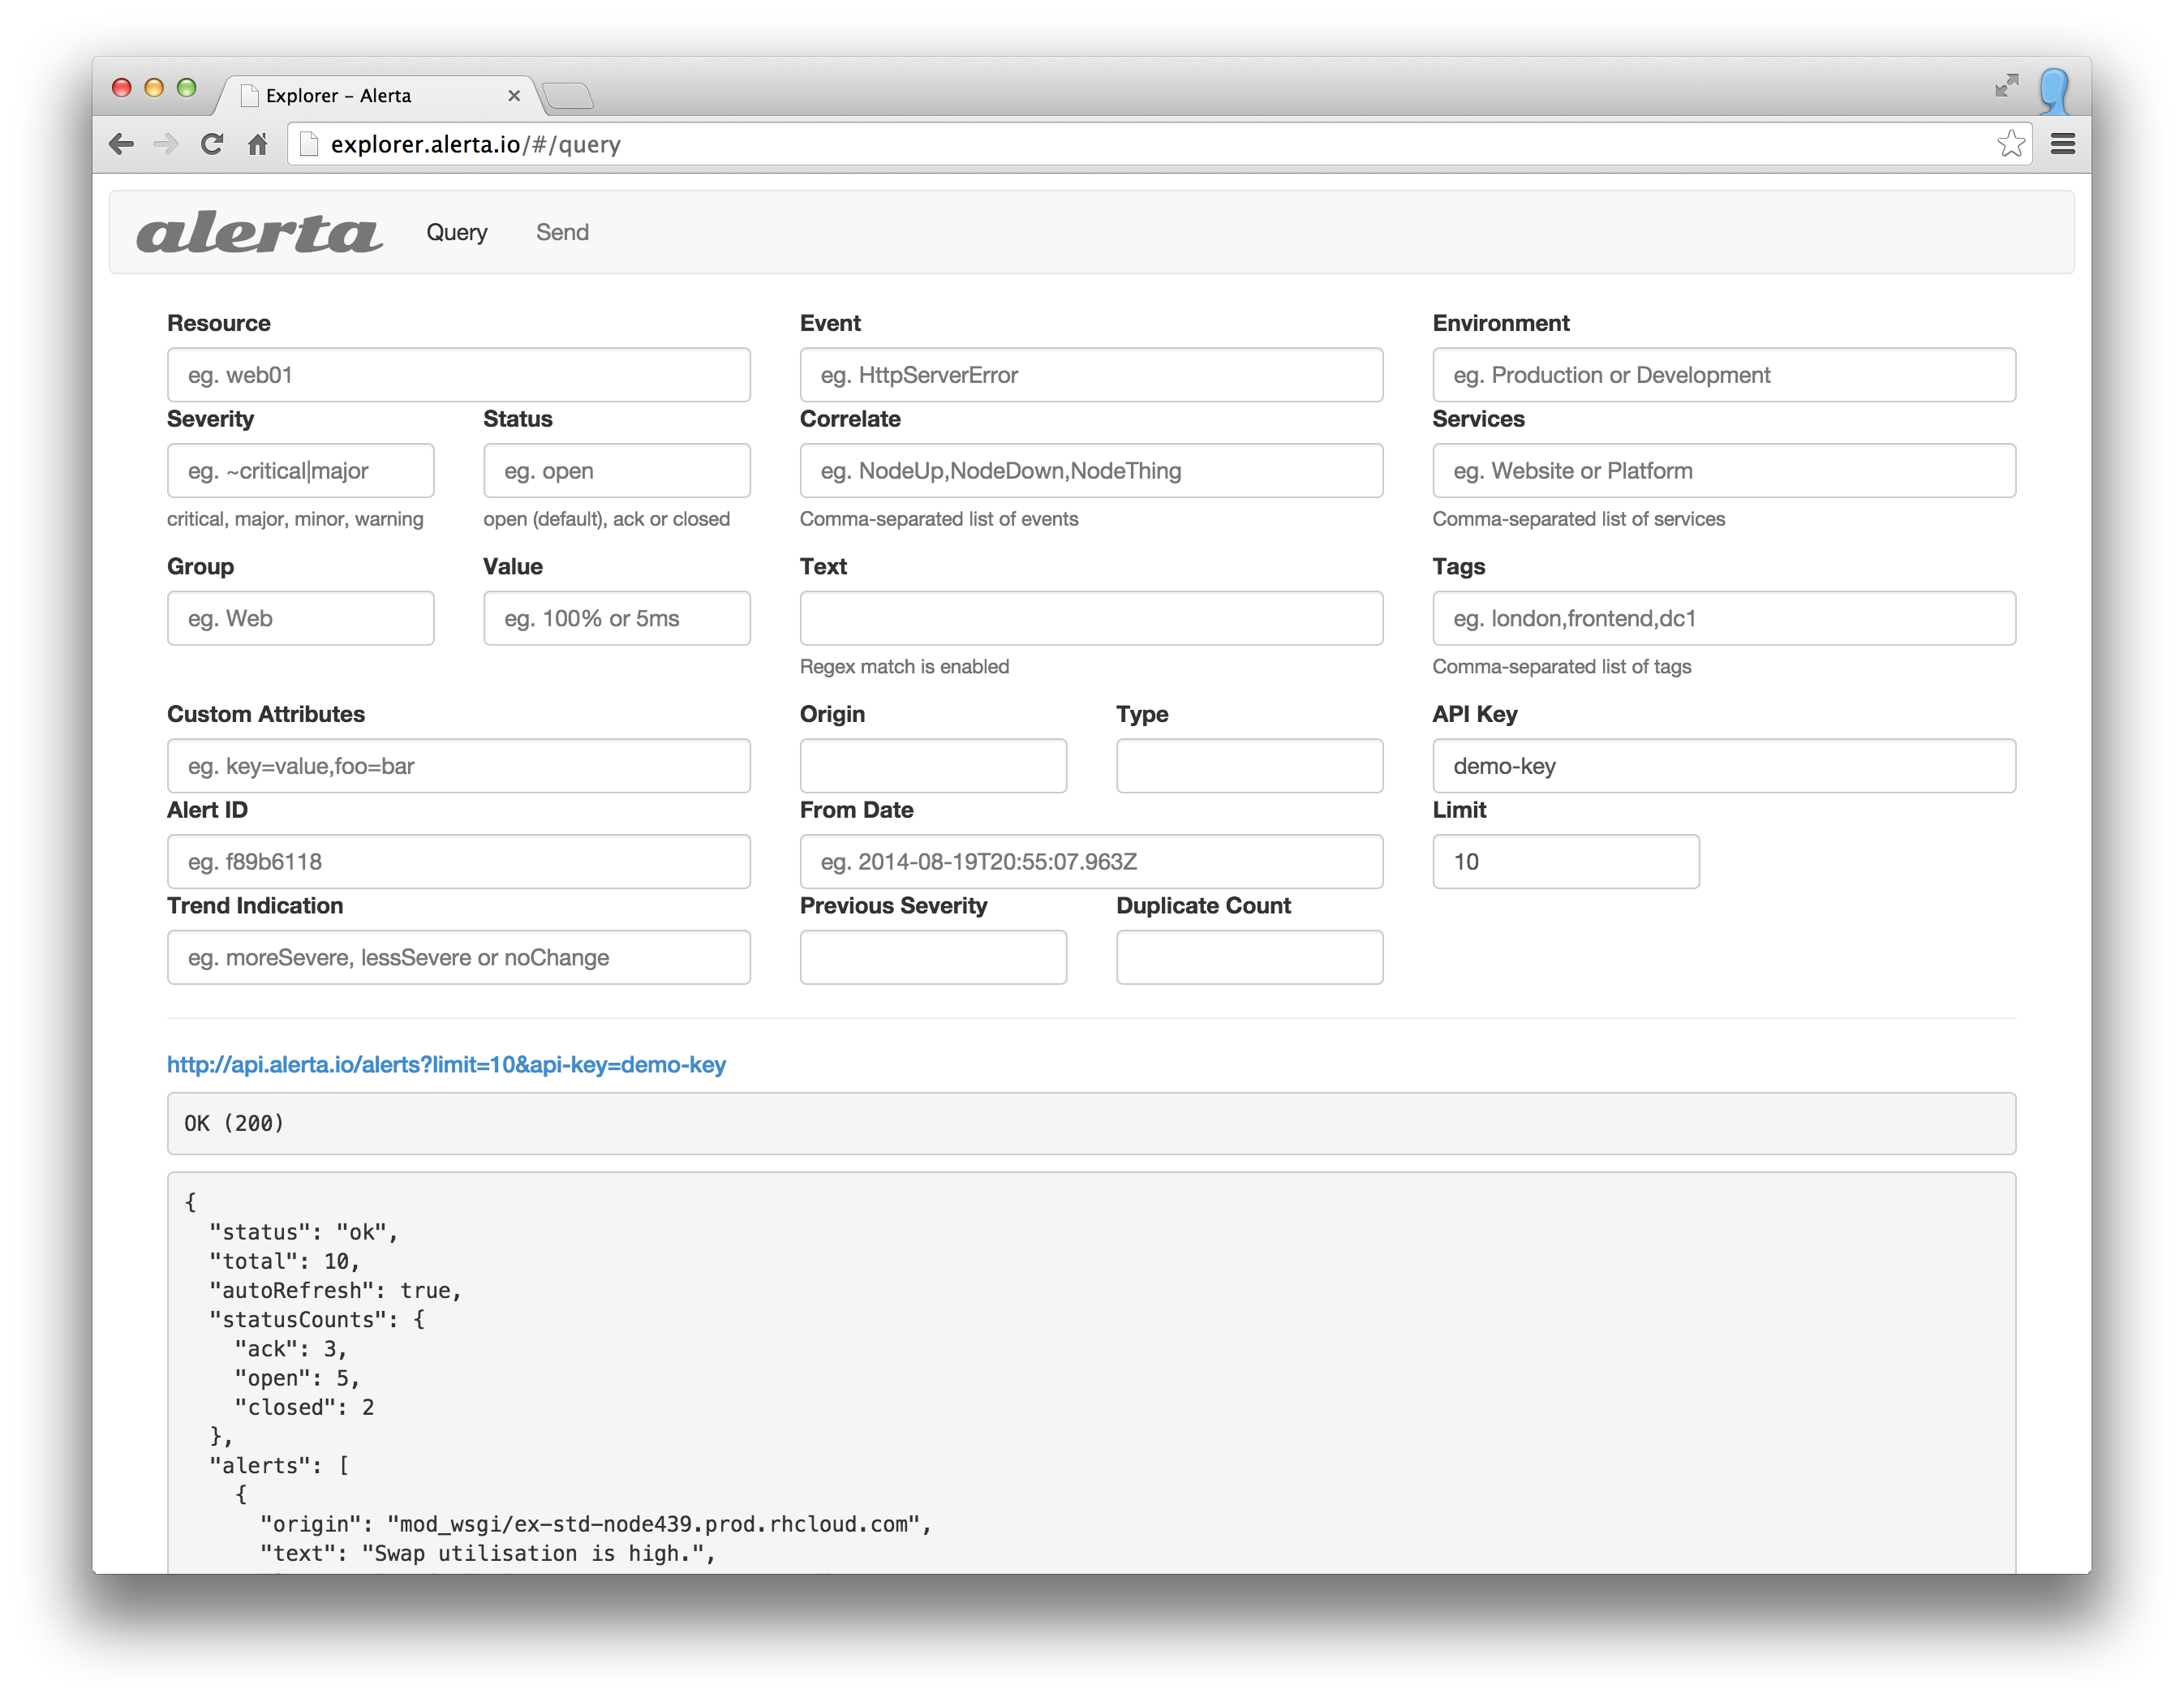 Explorer – Alerta
explorer.alerta.io/#/query
alerta Query Send
Resource Event Environment
eg. web01 eg. HttpServerError eg. Production or Development
Severity Status Correlate Services
eg. ~critical|major eg. open eg. NodeUp,NodeDown,NodeThing eg. Website or Platform
critical, major, minor, warning open (default), ack or closed Comma-separated list of events Comma-separated list of services
Group Value Text Tags
eg. Web eg. 100% or 5ms eg. london,frontend,dc1
Regex match is enabled Comma-separated list of tags
Custom Attributes Origin Type API Key
eg. key=value,foo=bar demo-key
Alert ID From Date Limit
eg. f89b6118 eg. 2014-08-19T20:55:07.963Z 10
Trend Indication Previous Severity Duplicate Count
eg. moreSevere, lessSevere or noChange
http://api.alerta.io/alerts?limit=10&api-key=demo-key
OK (200)
{
"status": "ok",
"total": 10,
"autoRefresh": true,
"statusCounts": {
"ack": 3,
"open": 5,
"closed": 2
},
"alerts": [
{
"origin": "mod_wsgi/ex-std-node439.prod.rhcloud.com",
"text": "Swap utilisation is high.",